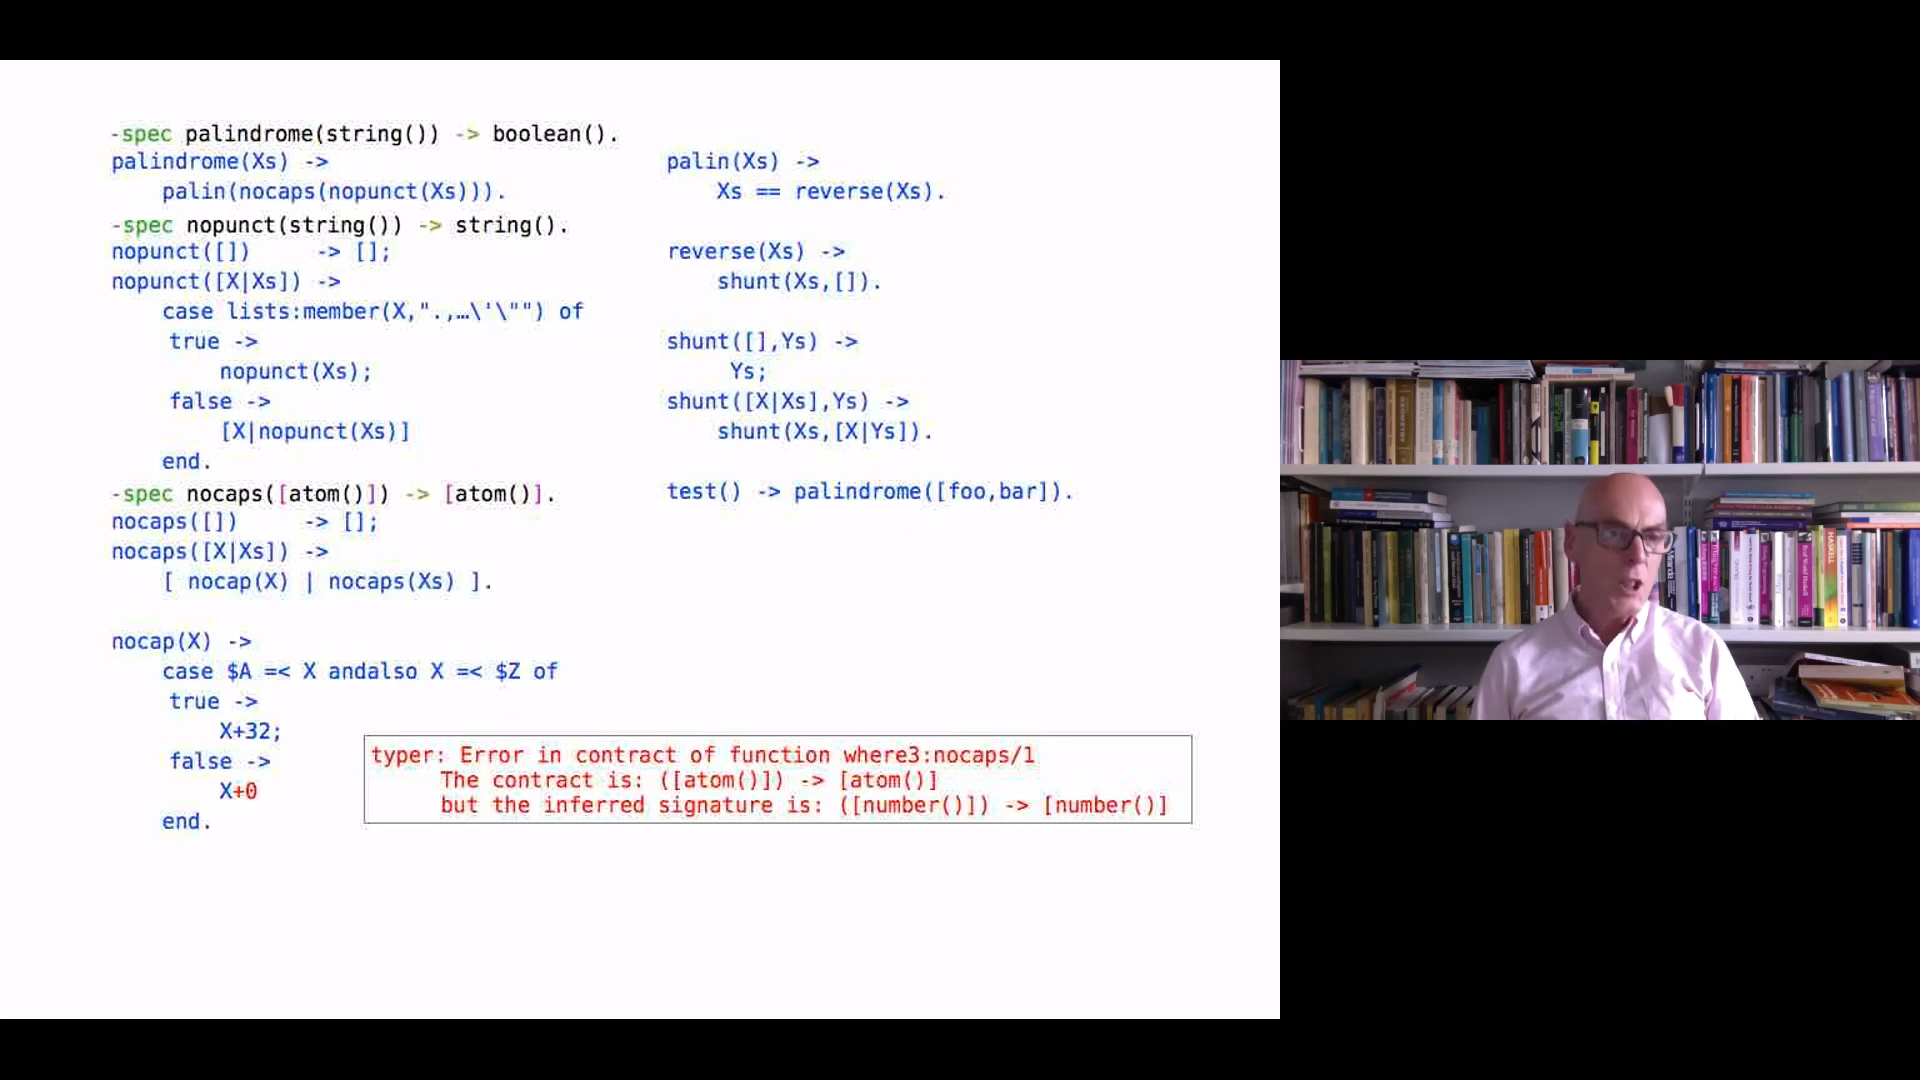 -spec palindrome(string()) -> boolean().
palindrome(Xs) ->
    palin(nocaps(nopunct(Xs))).
-spec nopunct(string()) -> string().
nopunct([])     -> [];
nopunct([X|Xs]) ->
    case lists:member(X,".,…\'\"") of
    true ->
        nopunct(Xs);
    false ->
        [X|nopunct(Xs)]
    end.
-spec nocaps([atom()]) -> [atom()].
nocaps([])     -> [];
nocaps([X|Xs]) ->
    [ nocap(X) | nocaps(Xs) ].
nocap(X) ->
    case $A =< X andalso X =< $Z of
    true ->
        X+32;
    false ->
        X+0
    end.
palin(Xs) ->
    Xs == reverse(Xs).
reverse(Xs) ->
    shunt(Xs,[]).
shunt([],Ys) ->
     Ys;
shunt([X|Xs],Ys) ->
    shunt(Xs,[X|Ys]).
test() -> palindrome([foo,bar]).
typer: Error in contract of function where3:nocaps/1
The contract is: ([atom()]) -> [atom()]
but the inferred signature is: ([number()]) -> [number()]
HASKELL